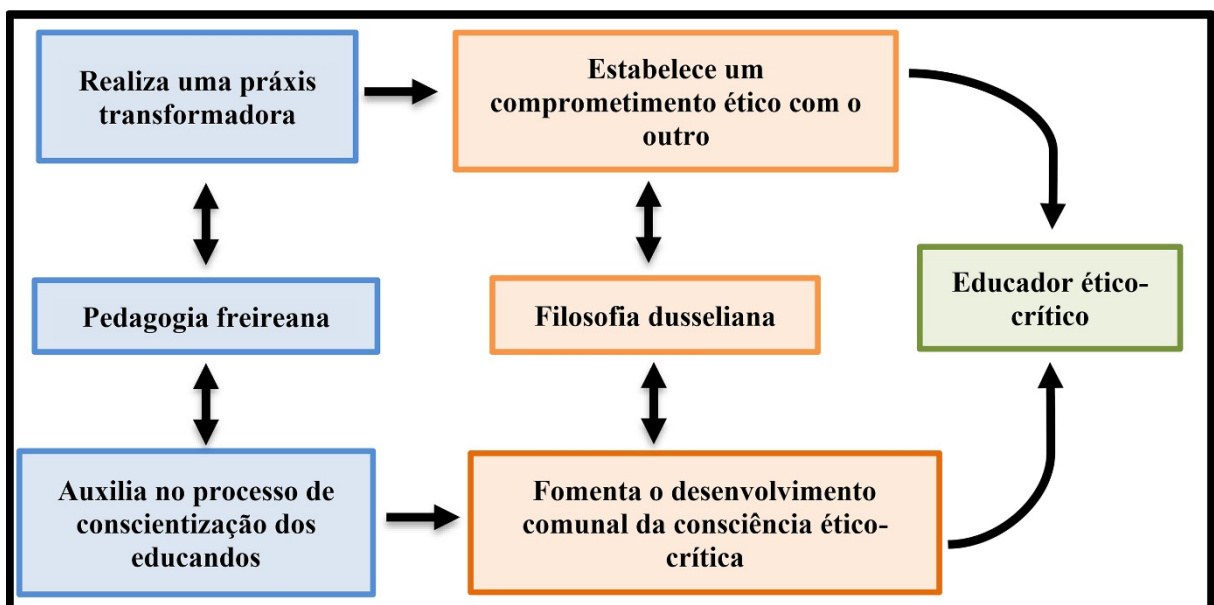 Realiza uma práxis
transformadora
Estabelece um
comprometimento ético com o
outro
Pedagogia freireana
Filosofia dusseliana
Educador ético-
crítico
Auxilia no processo de
conscientização dos
educandos
Fomenta o desenvolvimento
comunal da consciência ético-
crítica